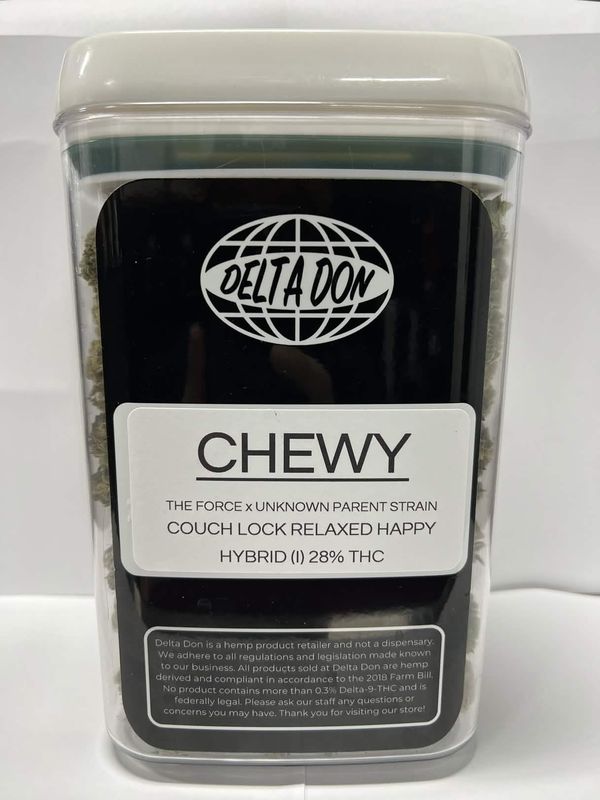 DELTA DON
CHEWY
THE FORCE x UNKNOWN PARENT STRAIN
COUCH LOCK RELAXED HAPPY
HYBRID (I) 28% THC
Delta Don is a hemp product retailer and not a dispensary.
We adhere to all regulations and legislation made known
to our business. All products sold at Delta Don are hemp
derived and compliant in accordance to the 2018 Farm Bill.
No product contains more than 0.3% Delta-9-THC and is
federally legal. Please ask our staff any questions or
concerns you may have. Thank you for visiting our store!